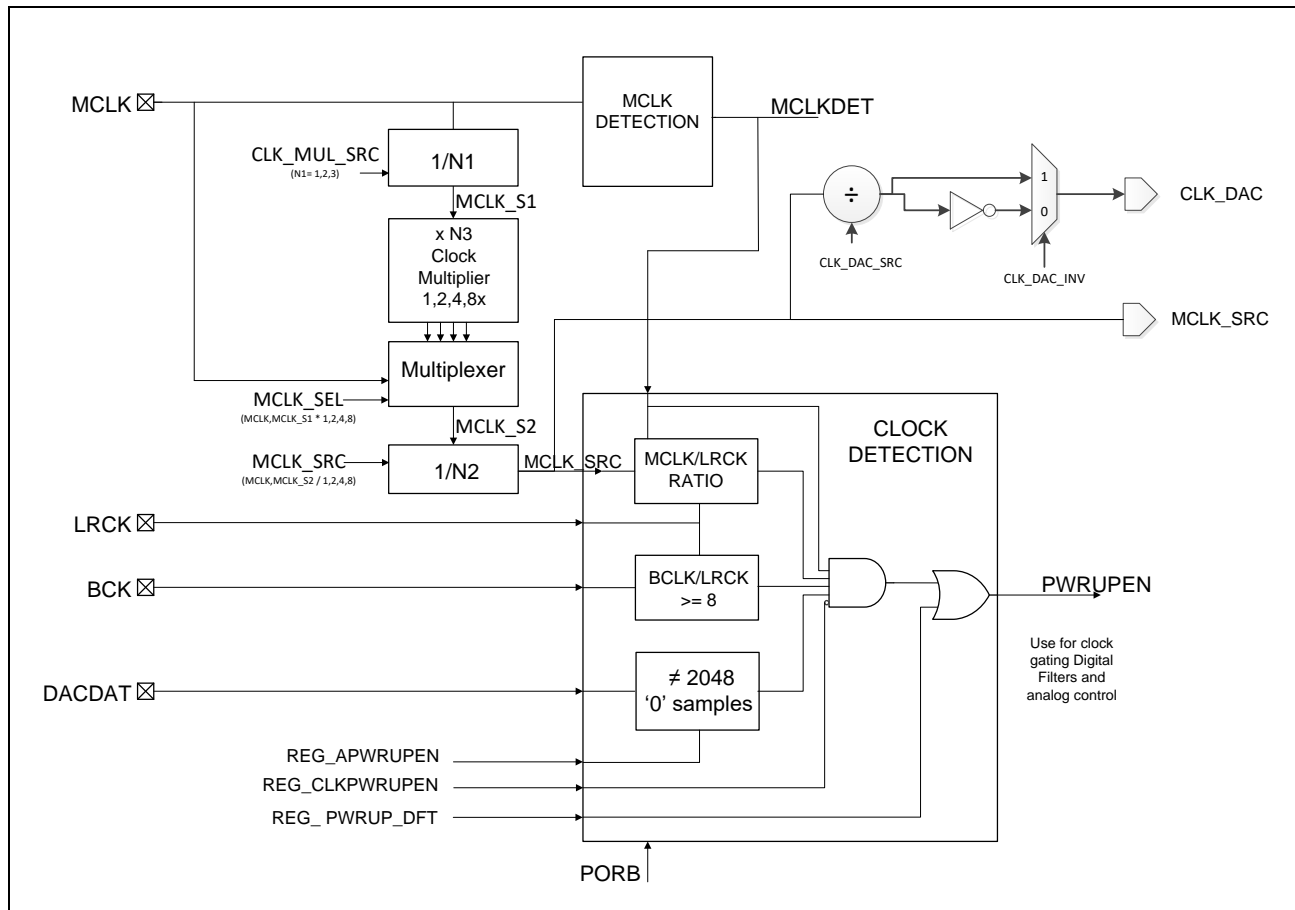 MCLK
MCLK
DETECTION
MCLKDET
CLK_MUL_SRC
(N1= 1,2,3)
1/N1
MCLK_S1
x N3
Clock
Multiplier
1,2,4,8x
÷
1
0
CLK_DAC
CLK_DAC_SRC
CLK_DAC_INV
MCLK_SRC
Multiplexer
MCLK_SEL
(MCLK,MCLK_S1 * 1,2,4,8)
MCLK_S2
MCLK_SRC
(MCLK,MCLK_S2 / 1,2,4,8)
1/N2
MCLK_SRC
MCLK/LRCK
RATIO
CLOCK
DETECTION
LRCK
BCK
BCLK/LRCK
>= 8
PWRUPEN
Use for clock
gating Digital
Filters and
analog control
DACDAT
≠ 2048
‘0’ samples
REG_APWRUPEN
REG_CLKPWRUPEN
REG_ PWRUP_DFT
PORB